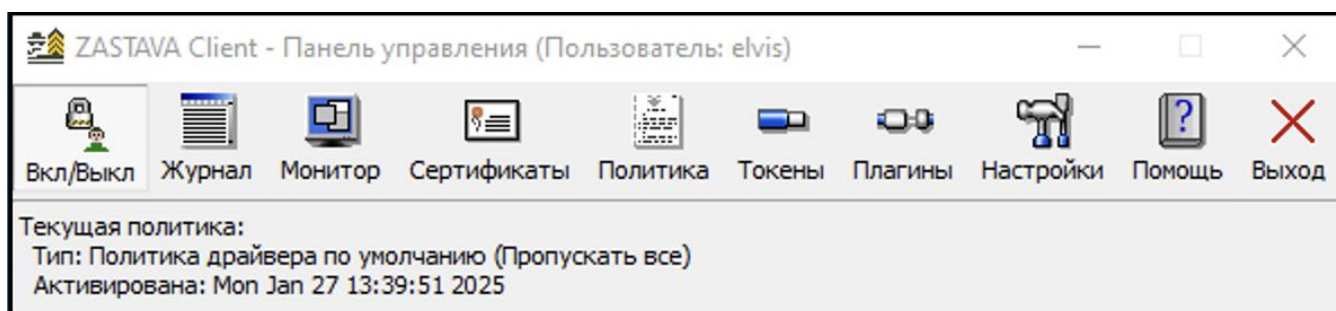 ZASTAVA Client - Панель управления (Пользователь: elvis)
Вкл/Выкл Журнал Монитор Сертификаты Политика Токены Плагины Настройки Помощь Выход
Текущая политика:
Тип: Политика драйвера по умолчанию (Пропускать все)
Активирована: Mon Jan 27 13:39:51 2025